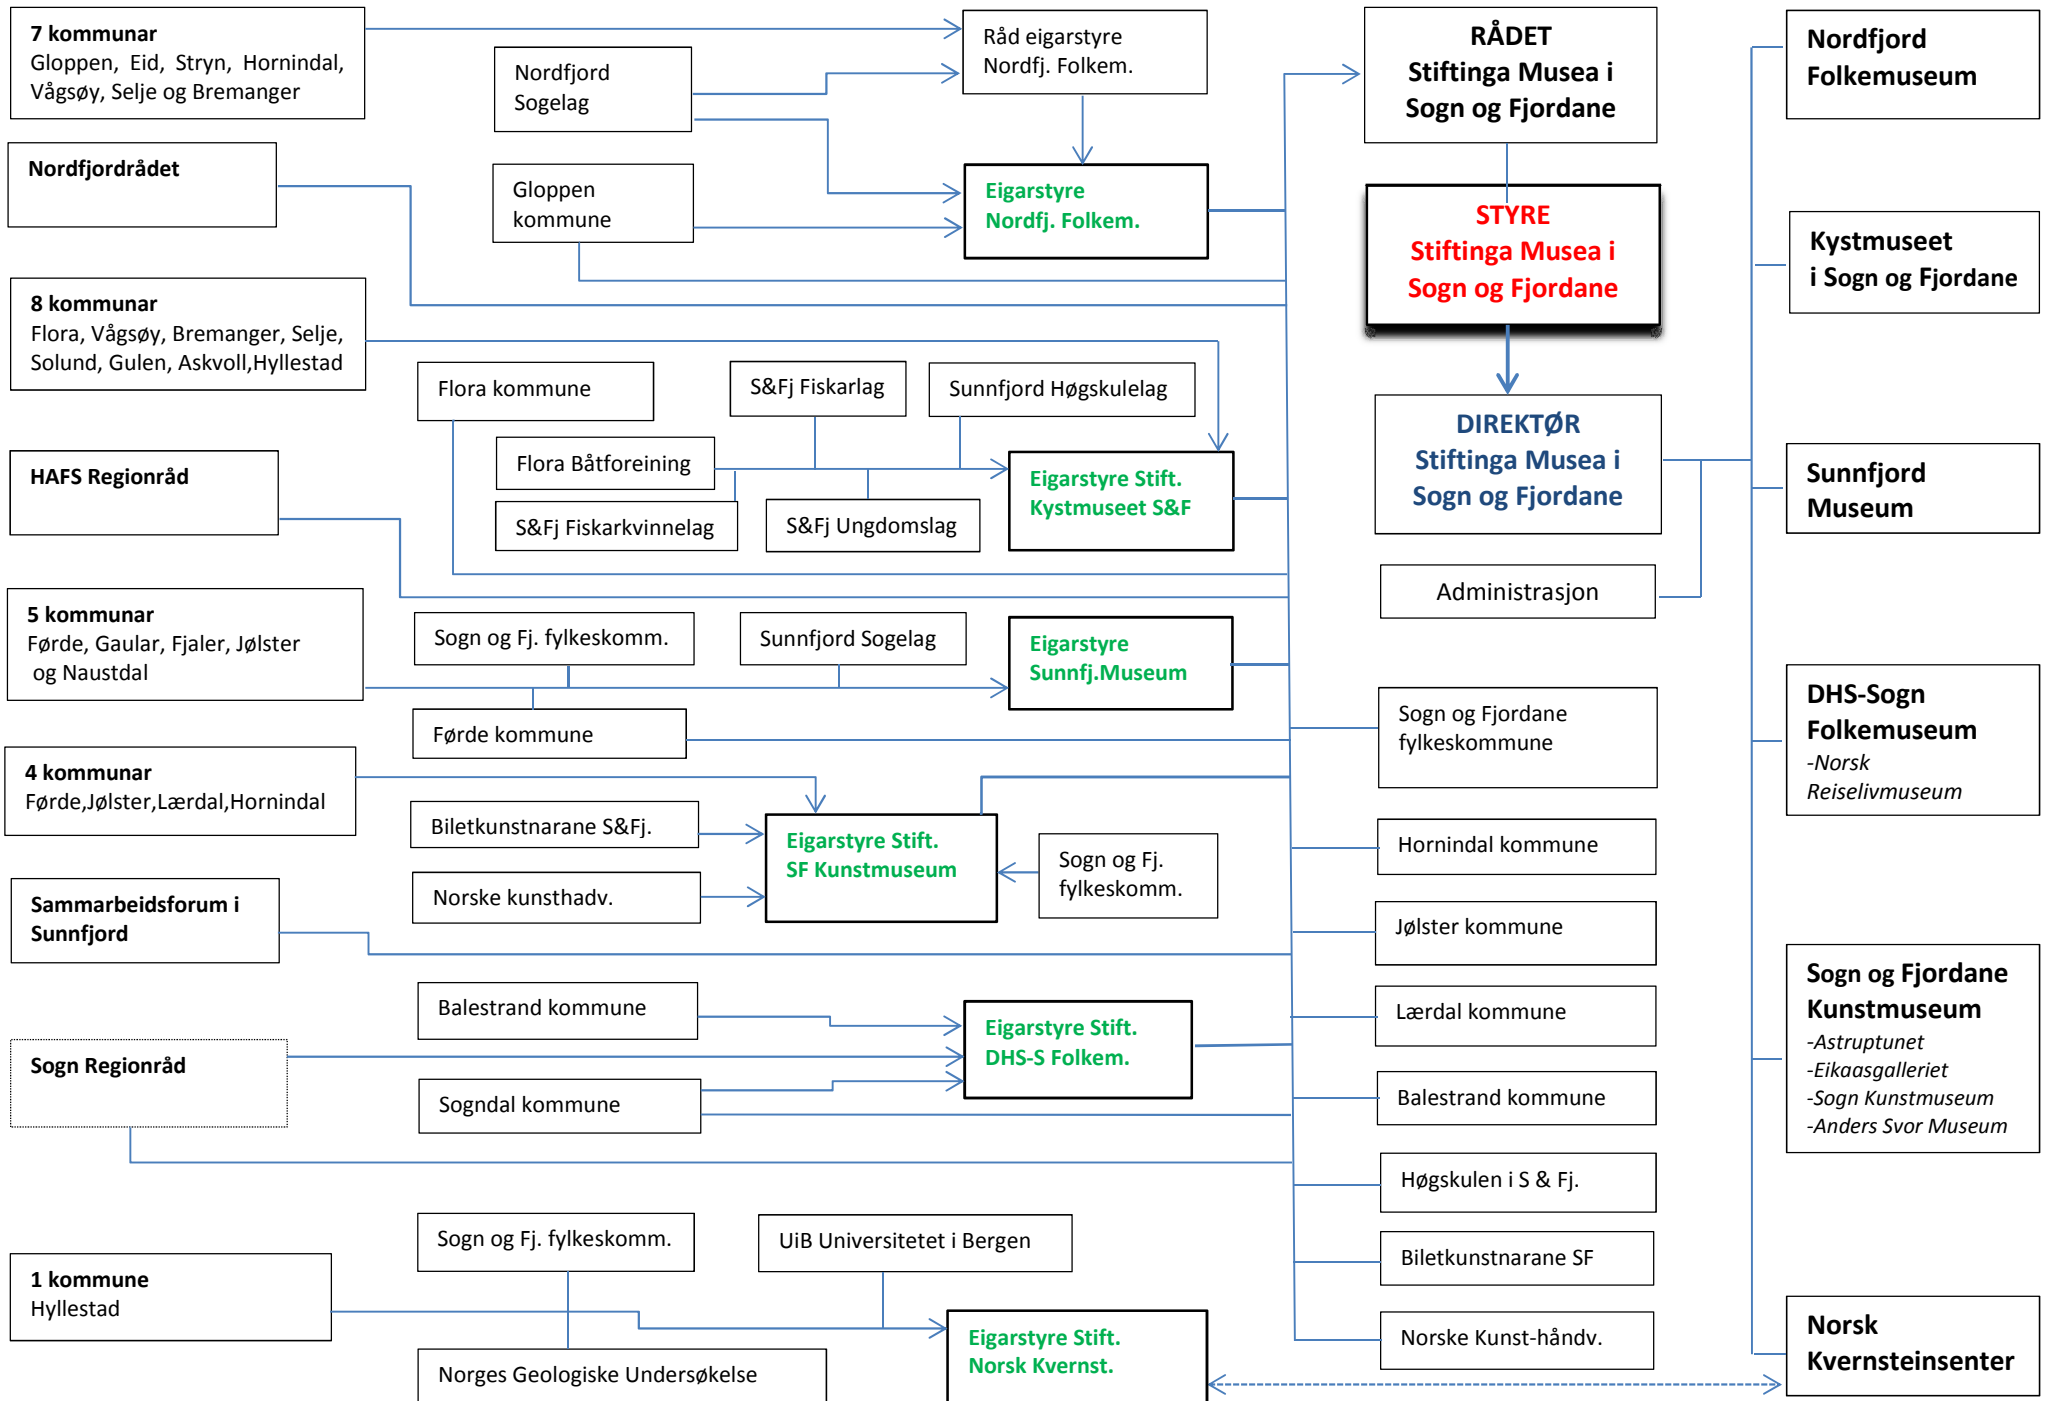 7 kommunar
Gloppen, Eid, Stryn, Hornindal,
Vågsøy, Selje og Bremanger
Nordfjordrådet
8 kommunar
Flora, Vågsøy, Bremanger, Selje,
Solund, Gulen, Askvoll,Hyllestad
HAFS Regionråd
5 kommunar
Førde, Gaular, Fjaler, Jølster
og Naustdal
4 kommunar
Førde,Jølster,Lærdal,Hornindal
Sammarbeidsforum i
Sunnfjord
Sogn Regionråd
1 kommune
Hyllestad
Nordfjord
Sogelag
Gloppen
kommune
Råd eigarstyre
Nordfj. Folkem.
Eigarstyre
Nordfj. Folkem.
Flora kommune
S&Fj Fiskarlag
Sunnfjord Høgskulelag
Flora Båtforeining
S&Fj Fiskarkvinnelag
S&Fj Ungdomslag
Eigarstyre Stift.
Kystmuseet S&F
Sogn og Fj. fylkeskomm.
Sunnfjord Sogelag
Førde kommune
Eigarstyre
Sunnfj.Museum
Biletkunstnarane S&Fj.
Norske kunsthadv.
Eigarstyre Stift.
SF Kunstmuseum
Sogn og Fj.
fylkeskomm.
Balestrand kommune
Sogndal kommune
Eigarstyre Stift.
DHS-S Folkem.
Sogn og Fj. fylkeskomm.
UiB Universitetet i Bergen
Norges Geologiske Undersøkelse
Eigarstyre Stift.
Norsk Kvernst.
RÅDET
Stiftinga Musea i
Sogn og Fjordane
STYRE
Stiftinga Musea i
Sogn og Fjordane
DIREKTØR
Stiftinga Musea i
Sogn og Fjordane
Administrasjon
Sogn og Fjordane
fylkeskommune
Hornindal kommune
Jølster kommune
Lærdal kommune
Balestrand kommune
Høgskulen i S & Fj.
Biletkunstnarane SF
Norske Kunst-håndv.
Nordfjord
Folkemuseum
Kystmuseet
i Sogn og Fjordane
Sunnfjord
Museum
DHS-Sogn
Folkemuseum
-Norsk
Reiselivmuseum
Sogn og Fjordane
Kunstmuseum
-Astruptunet
-Eikaasgalleriet
-Sogn Kunstmuseum
-Anders Svor Museum
Norsk
Kvernsteinsenter